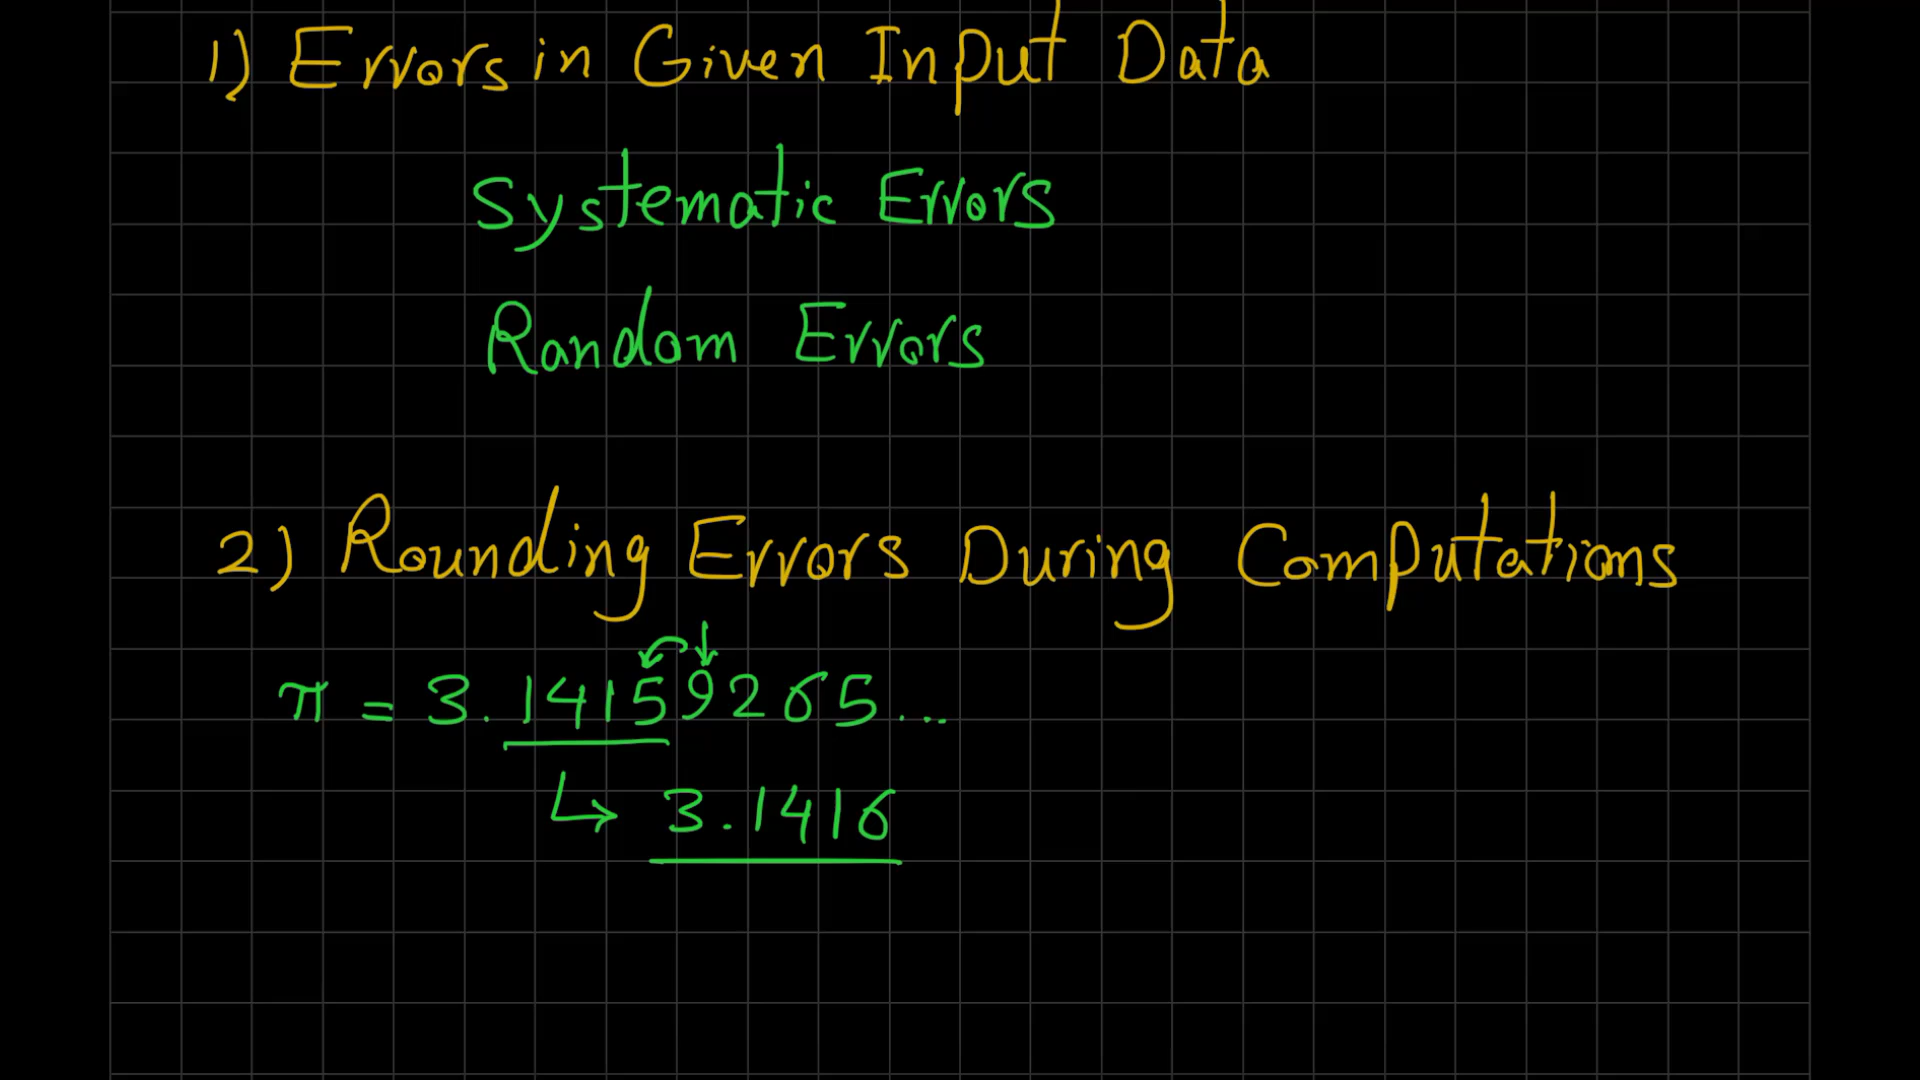 1) Errors in Given Input Data
Systematic Errors
Random Errors
2) Rounding Errors During Computations
π = 3.14159265...
↳ 3.1416